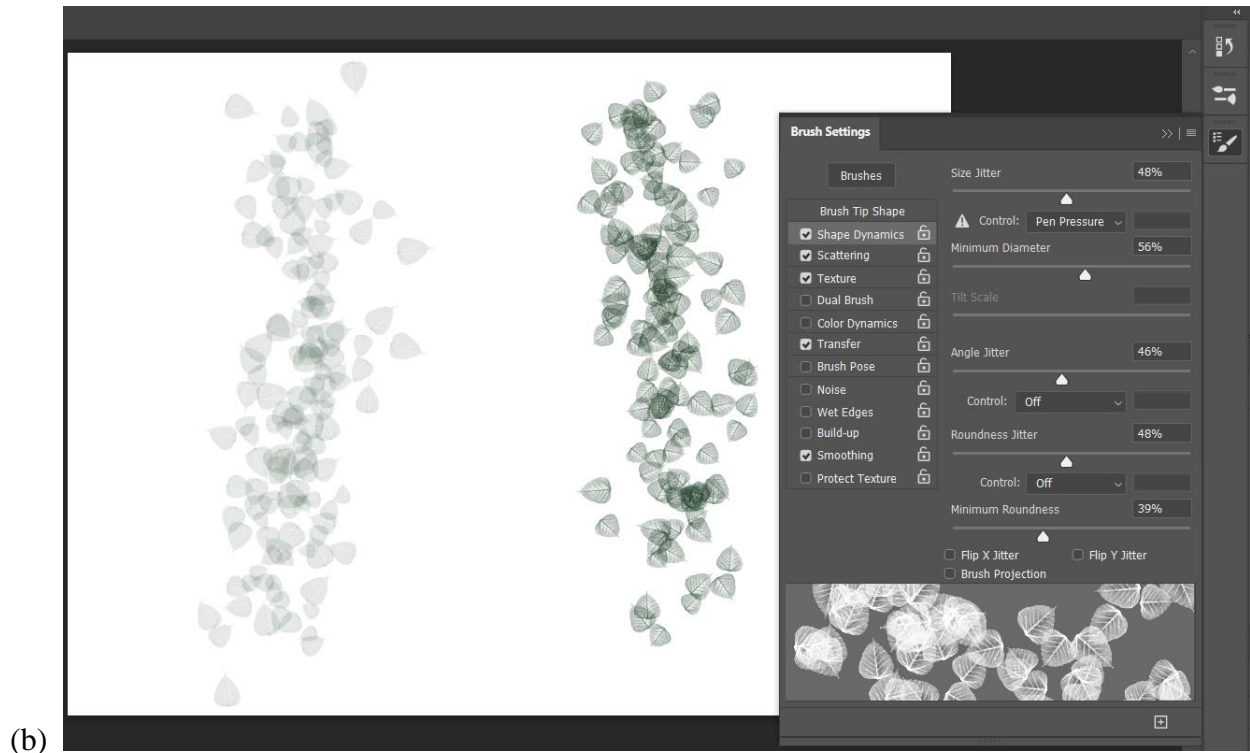 Brush Settings
Brushes
Brush Tip Shape
Shape Dynamics
Scattering
Texture
Dual Brush
Color Dynamics
Transfer
Brush Pose
Noise
Wet Edges
Build-up
Smoothing
Protect Texture
Size Jitter 48%
Control: Pen Pressure
Minimum Diameter 56%
Tilt Scale
Angle Jitter 46%
Control: Off
Roundness Jitter 48%
Control: Off
Minimum Roundness 39%
Flip X Jitter Flip Y Jitter
Brush Projection
(b)